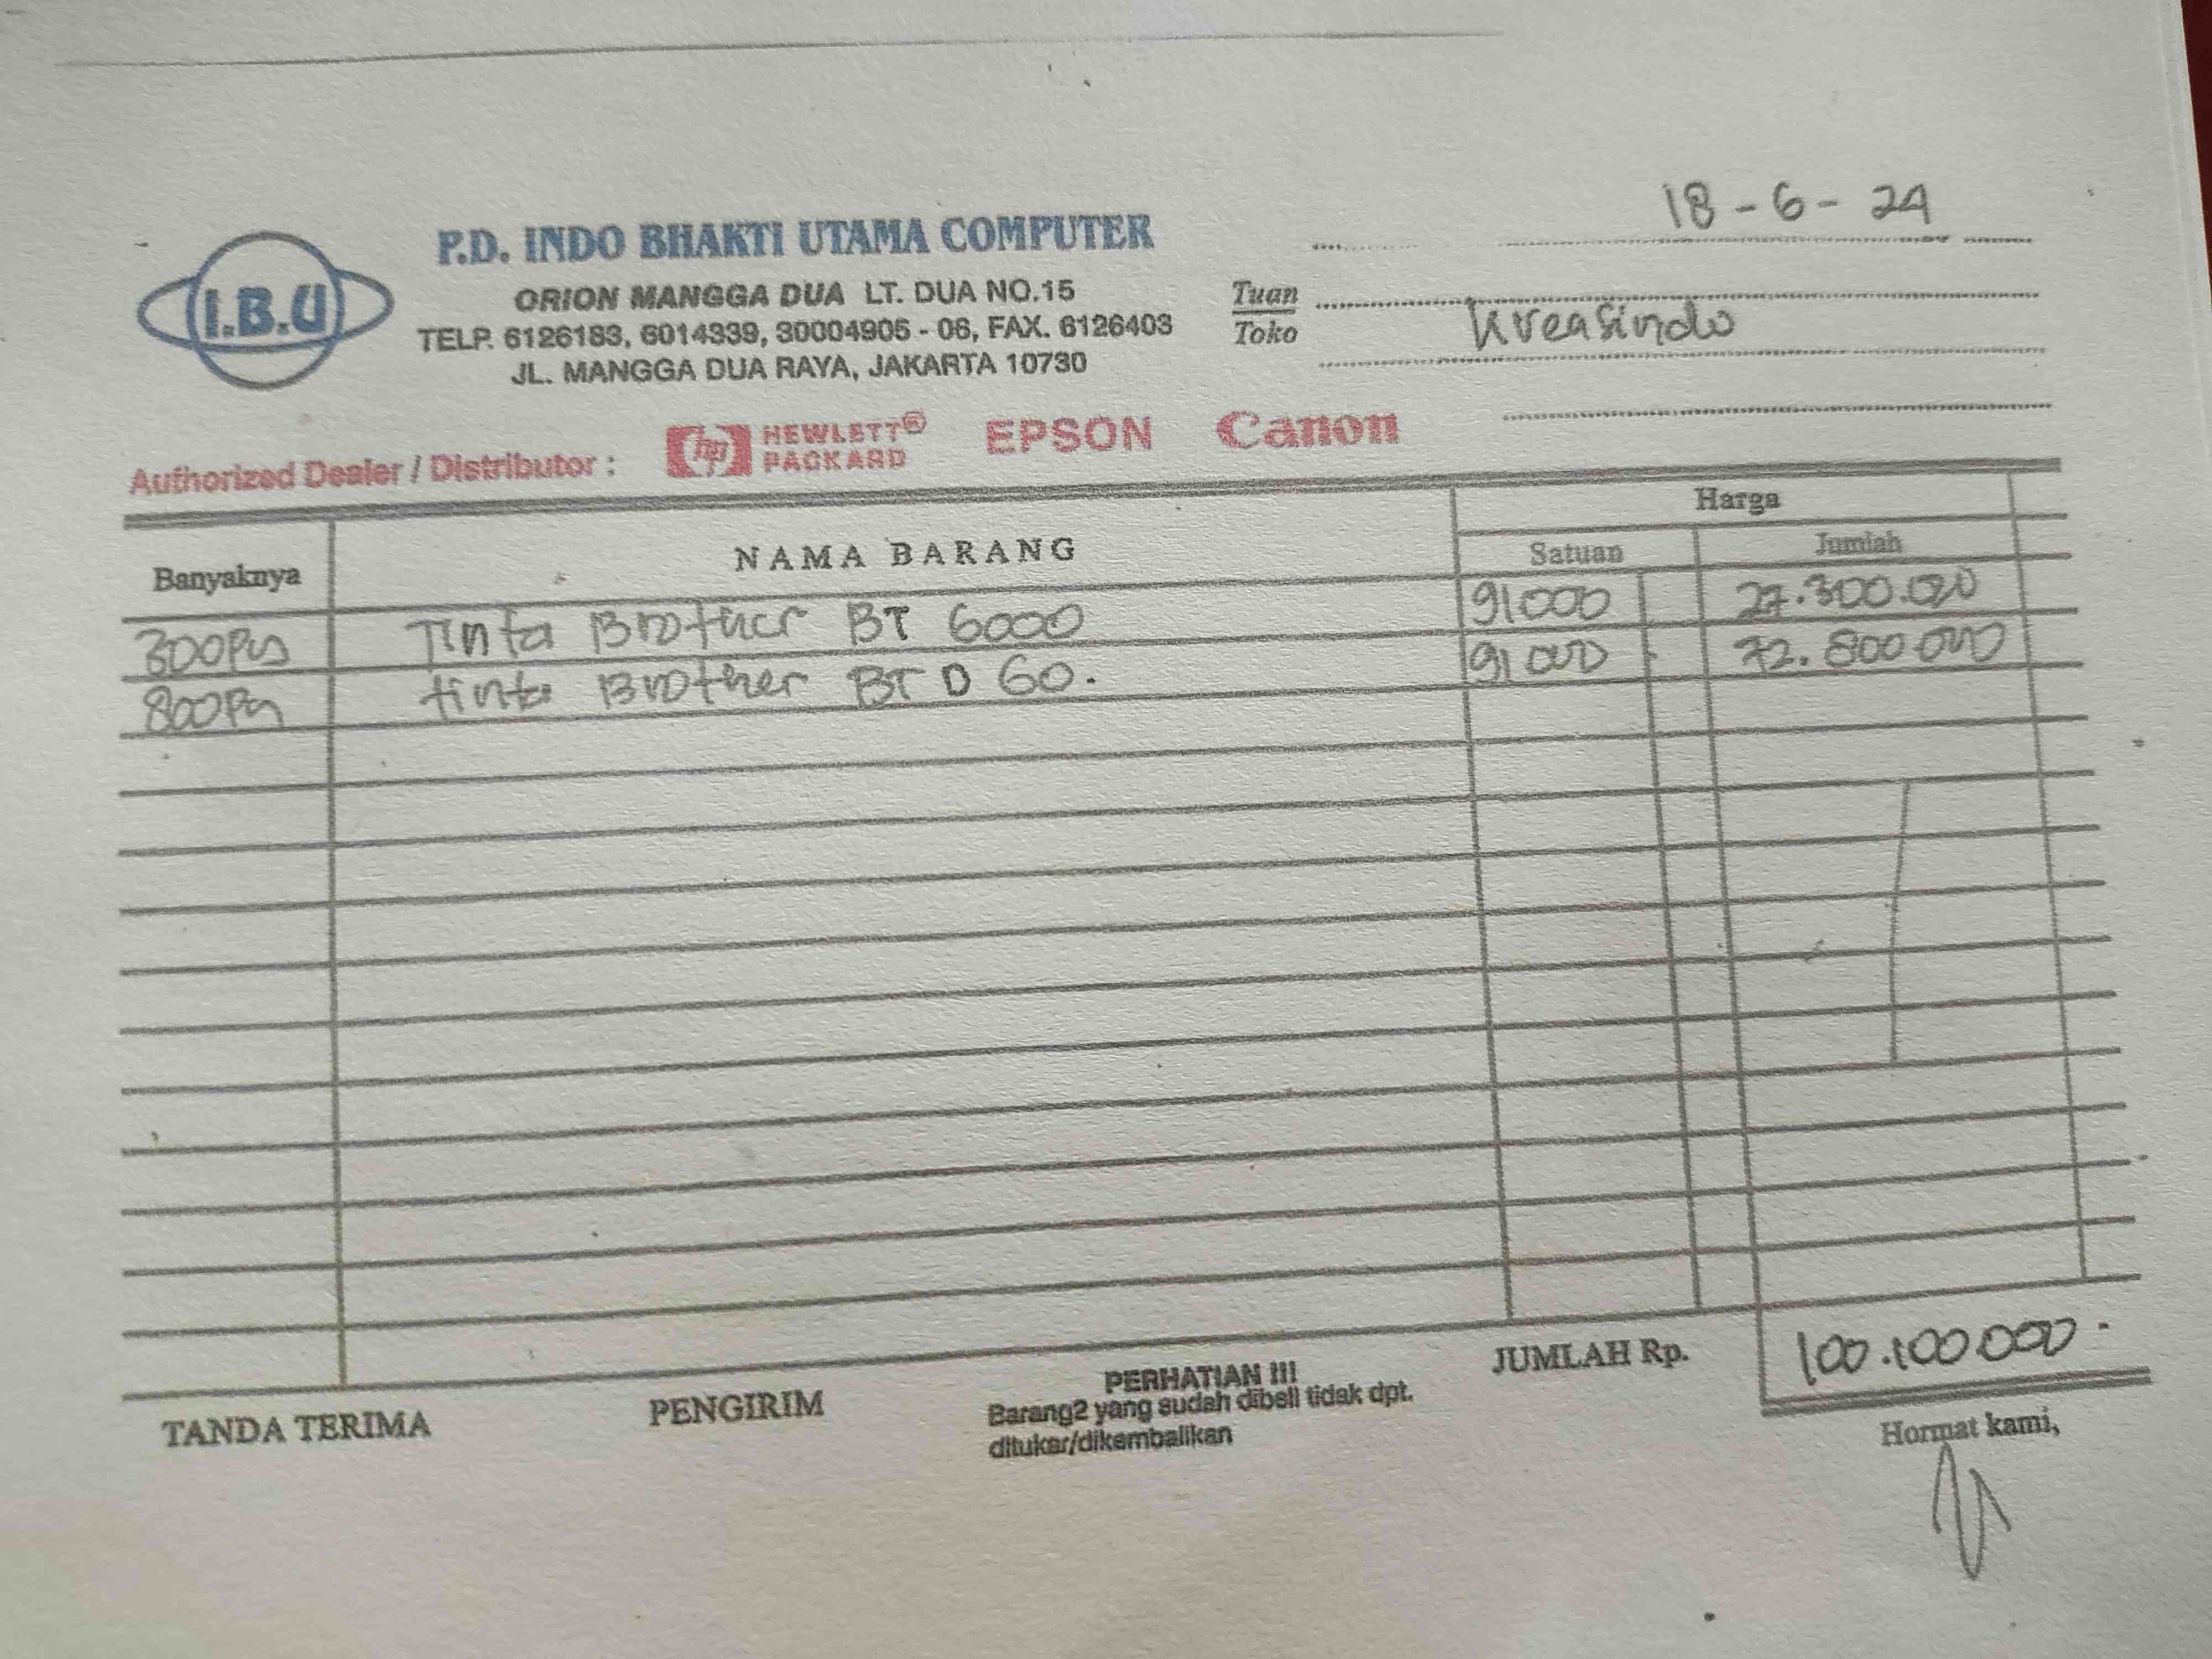 18 - 6 - 24
P.D. INDO BHAKTI UTAMA COMPUTER
I.B.U
ORION MANGGA DUA LT. DUA NO.15
TELP. 6126183, 6014339, 30004905 - 06, FAX. 6126403
JL. MANGGA DUA RAYA, JAKARTA 10730
Tuan
Toko
Kreasindo
Authorized Dealer / Distributor :
hp HEWLETT®
PACKARD
EPSON
Canon
Banyaknya
NAMA BARANG
Harga
Satuan
Jumlah
300Pcs Tinta Brother BT 6000 91000 27.300.000
800Pcs tinta Brother BT D 60. 91000 72.800 000
JUMLAH Rp. 100.100.000.
TANDA TERIMA
PENGIRIM
PERHATIAN !!!
Barang2 yang sudah dibeli tidak dpt.
ditukar/dikembalikan
Hormat kami,